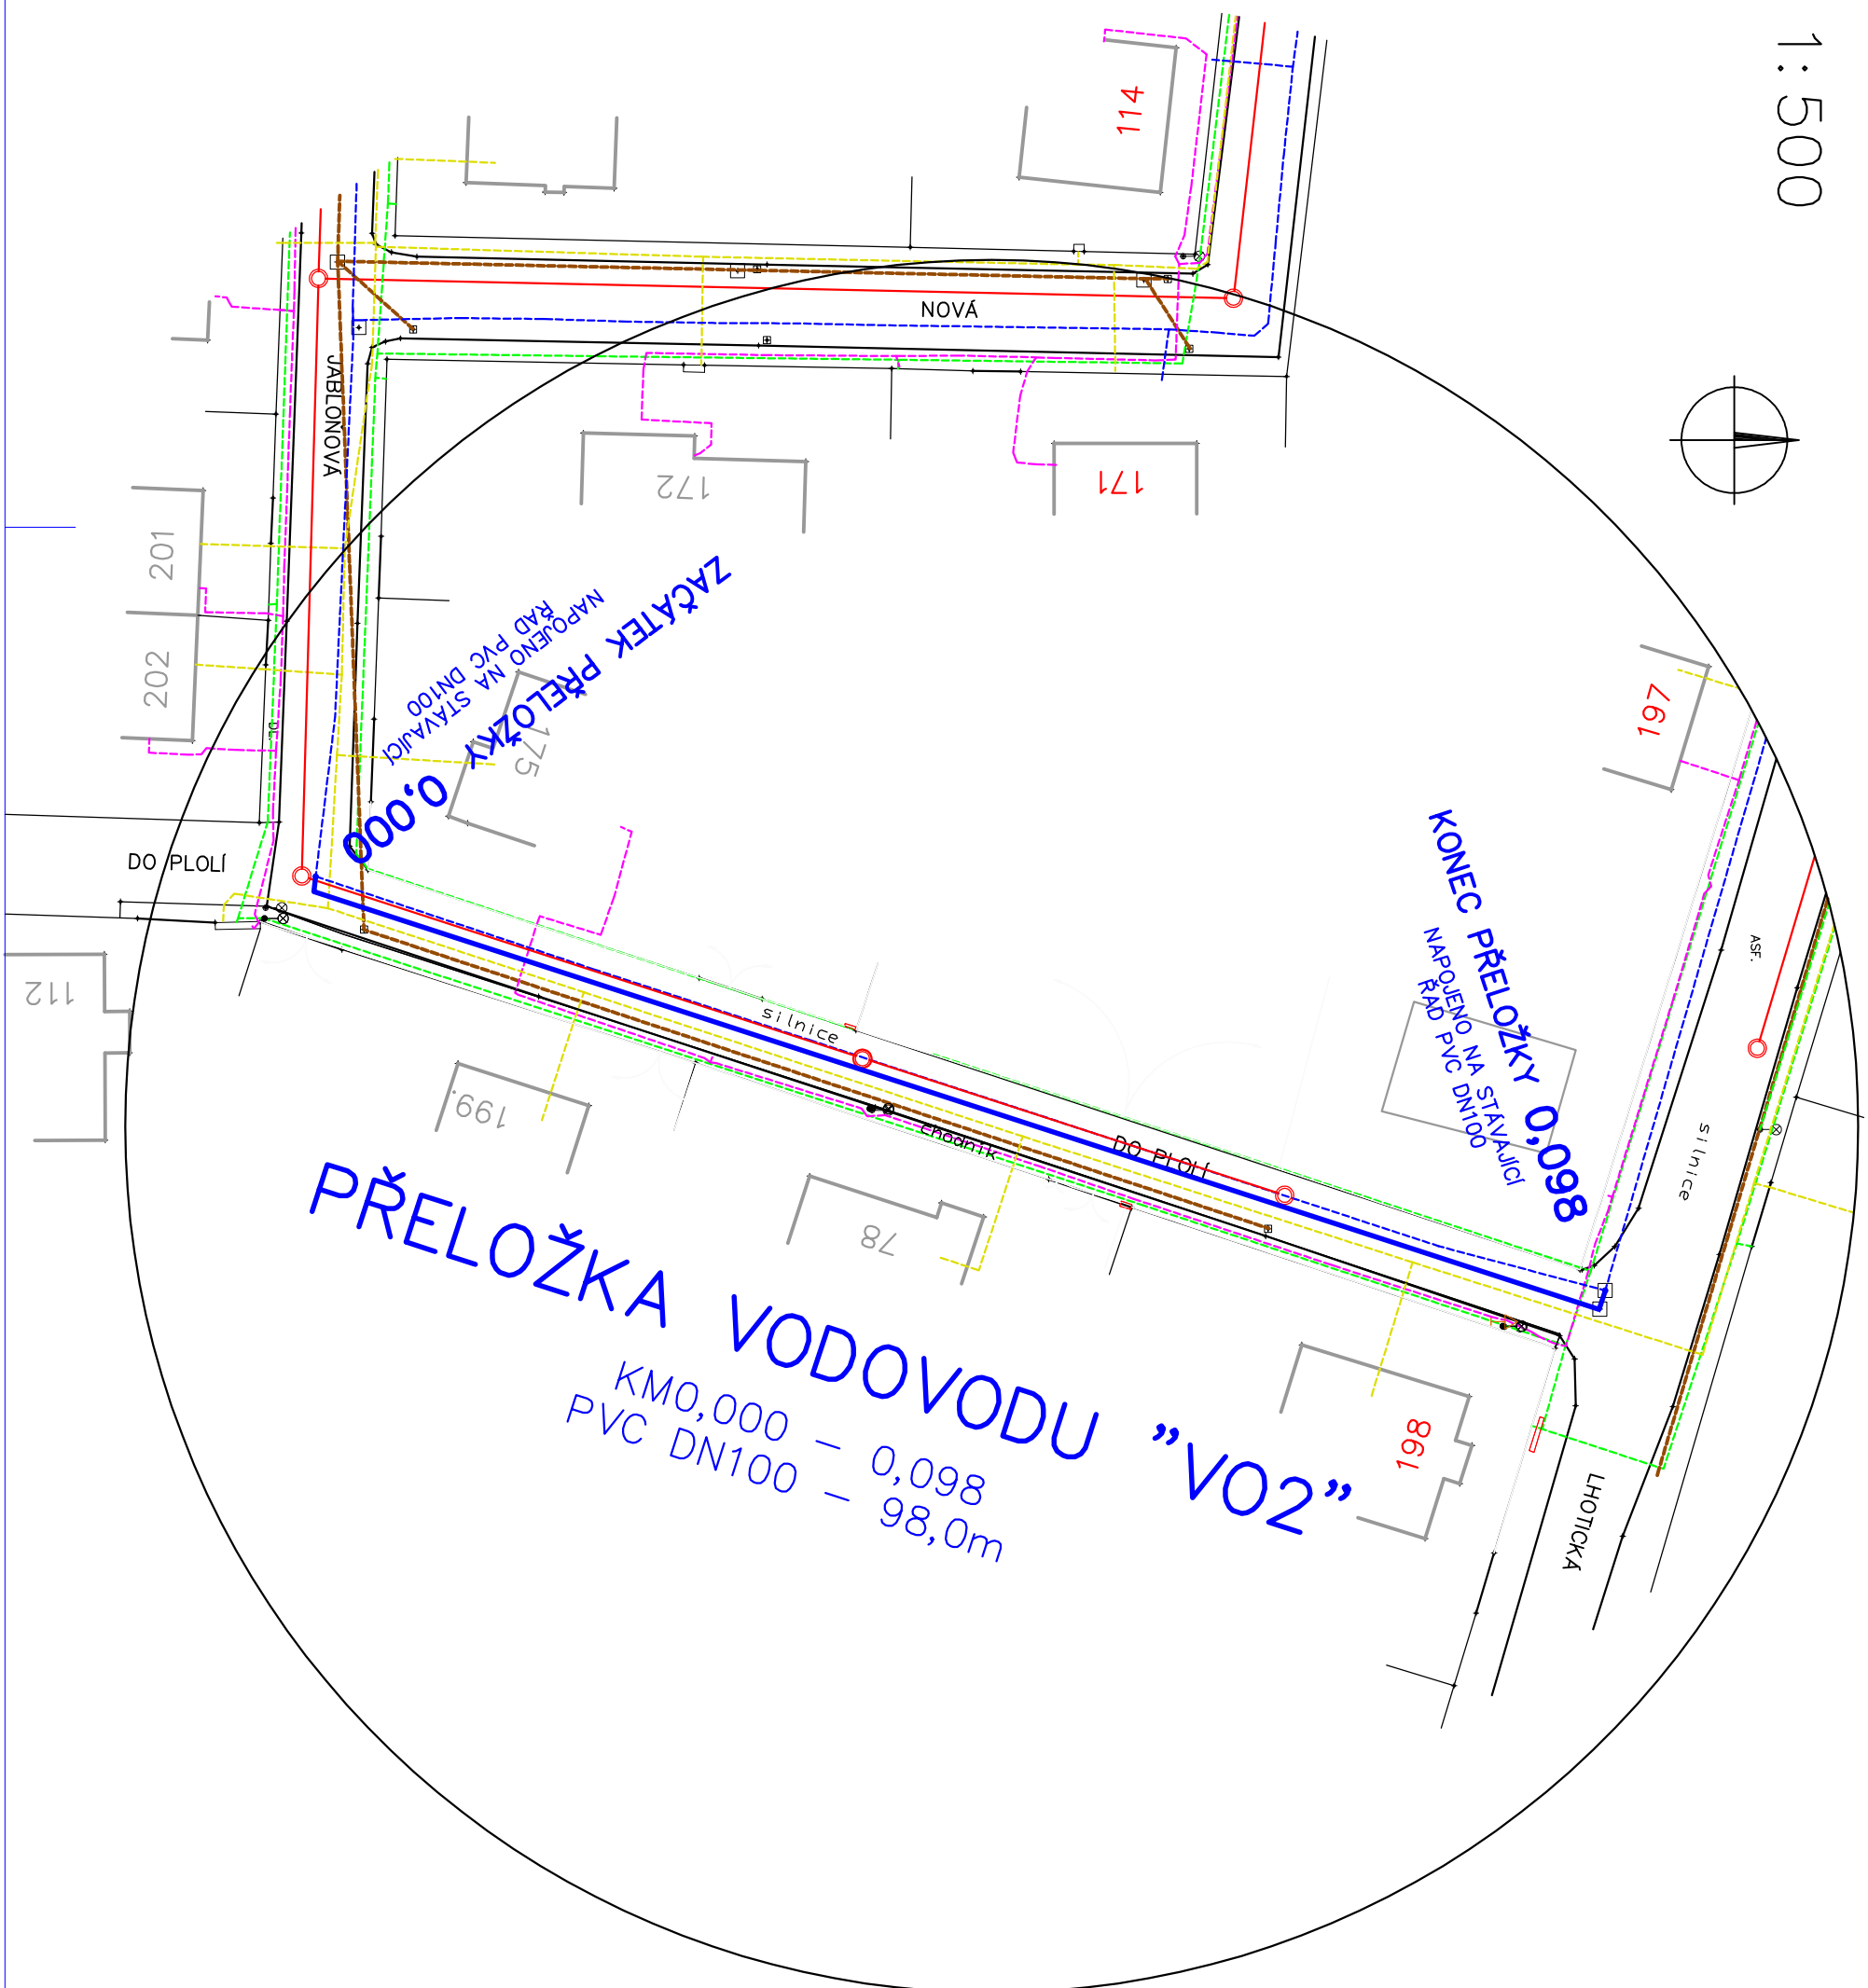 1:500
114
NOVÁ
JABLONOVÁ
172
171
201
202
DL.
ZAČÁTEK PŘELOŽKY 0,000
NAPOJENO NA STÁVAJÍCÍ
ŘAD PVC DN100
175
197
KONEC PŘELOŽKY 0,098
NAPOJENO NA STÁVAJÍCÍ
ŘAD PVC DN100
ASF.
silnice
DO PLOLÍ
112
silnice
chodník
DO PLOLÍ
199.
78
198
LHOTICKÁ
PŘELOŽKA VODOVODU ”VO2”
KM0,000 – 0,098
PVC DN100 – 98,0m